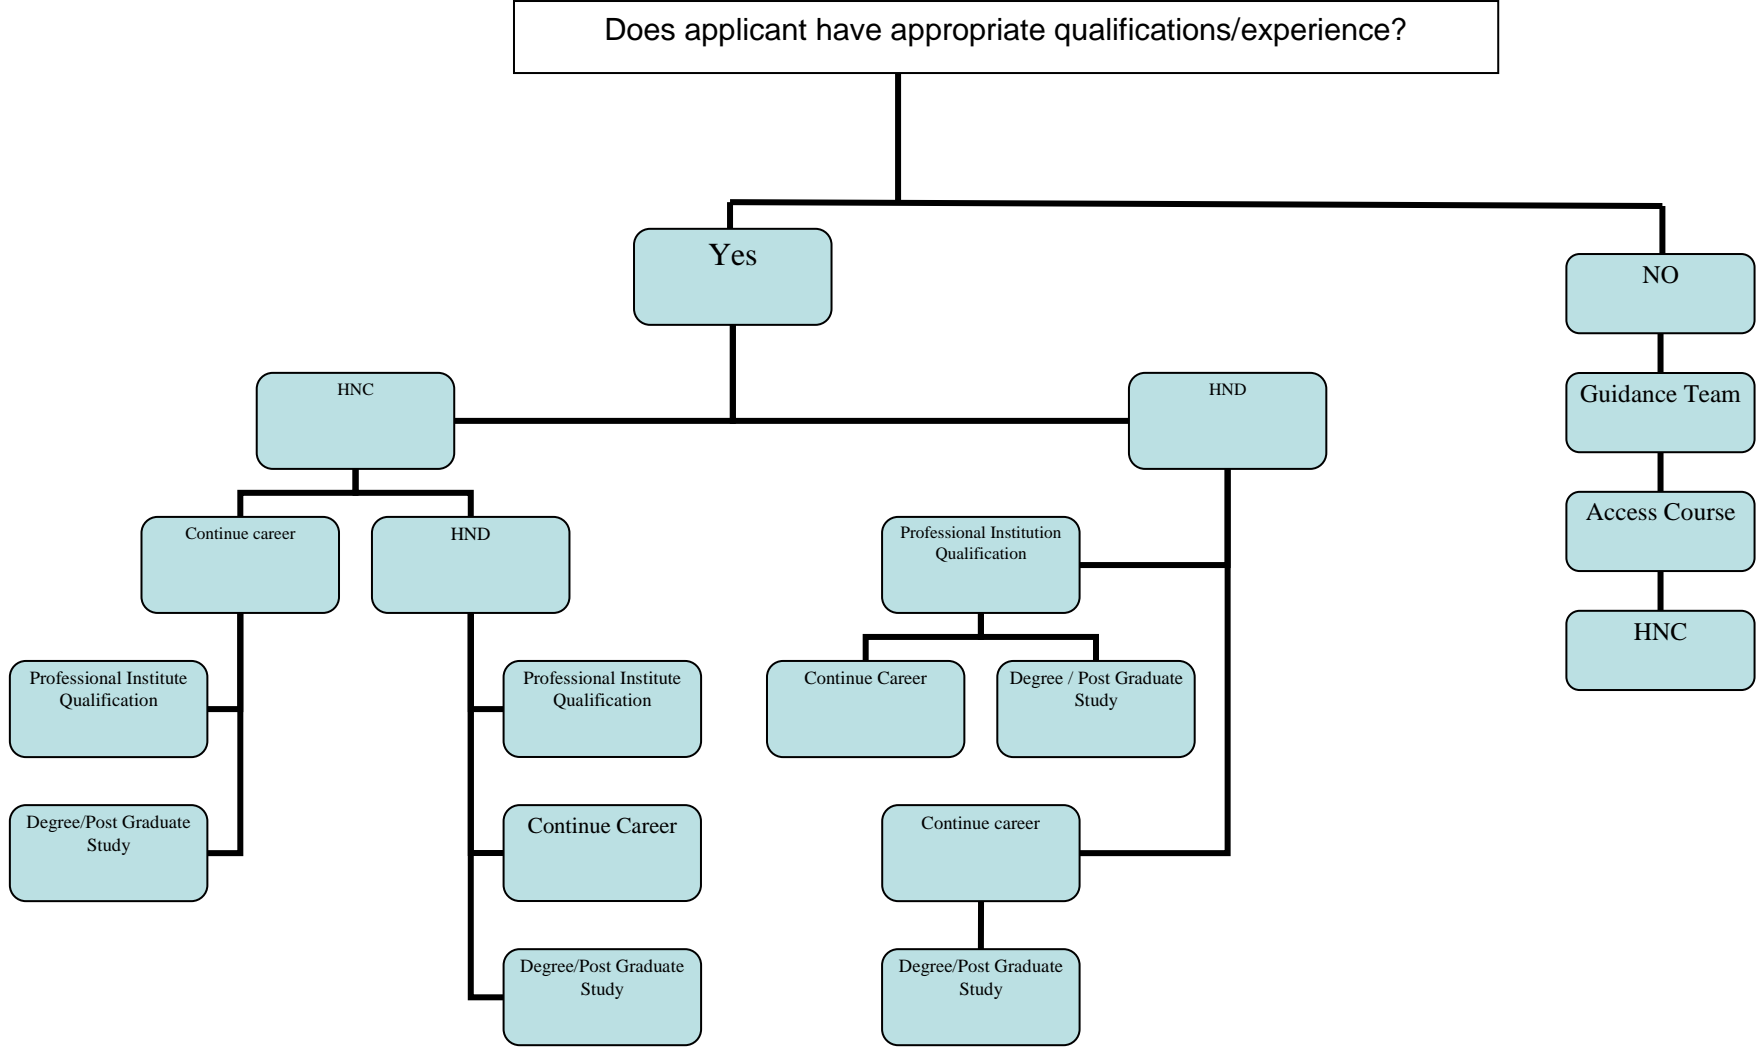 Does applicant have appropriate qualifications/experience?
Yes
NO
HNC
HND
Guidance Team
Continue career
HND
Professional Institution
Qualification
Access Course
HNC
Professional Institute
Qualification
Professional Institute
Qualification
Continue Career
Degree / Post Graduate
Study
Degree/Post Graduate
Study
Continue Career
Continue career
Degree/Post Graduate
Study
Degree/Post Graduate
Study